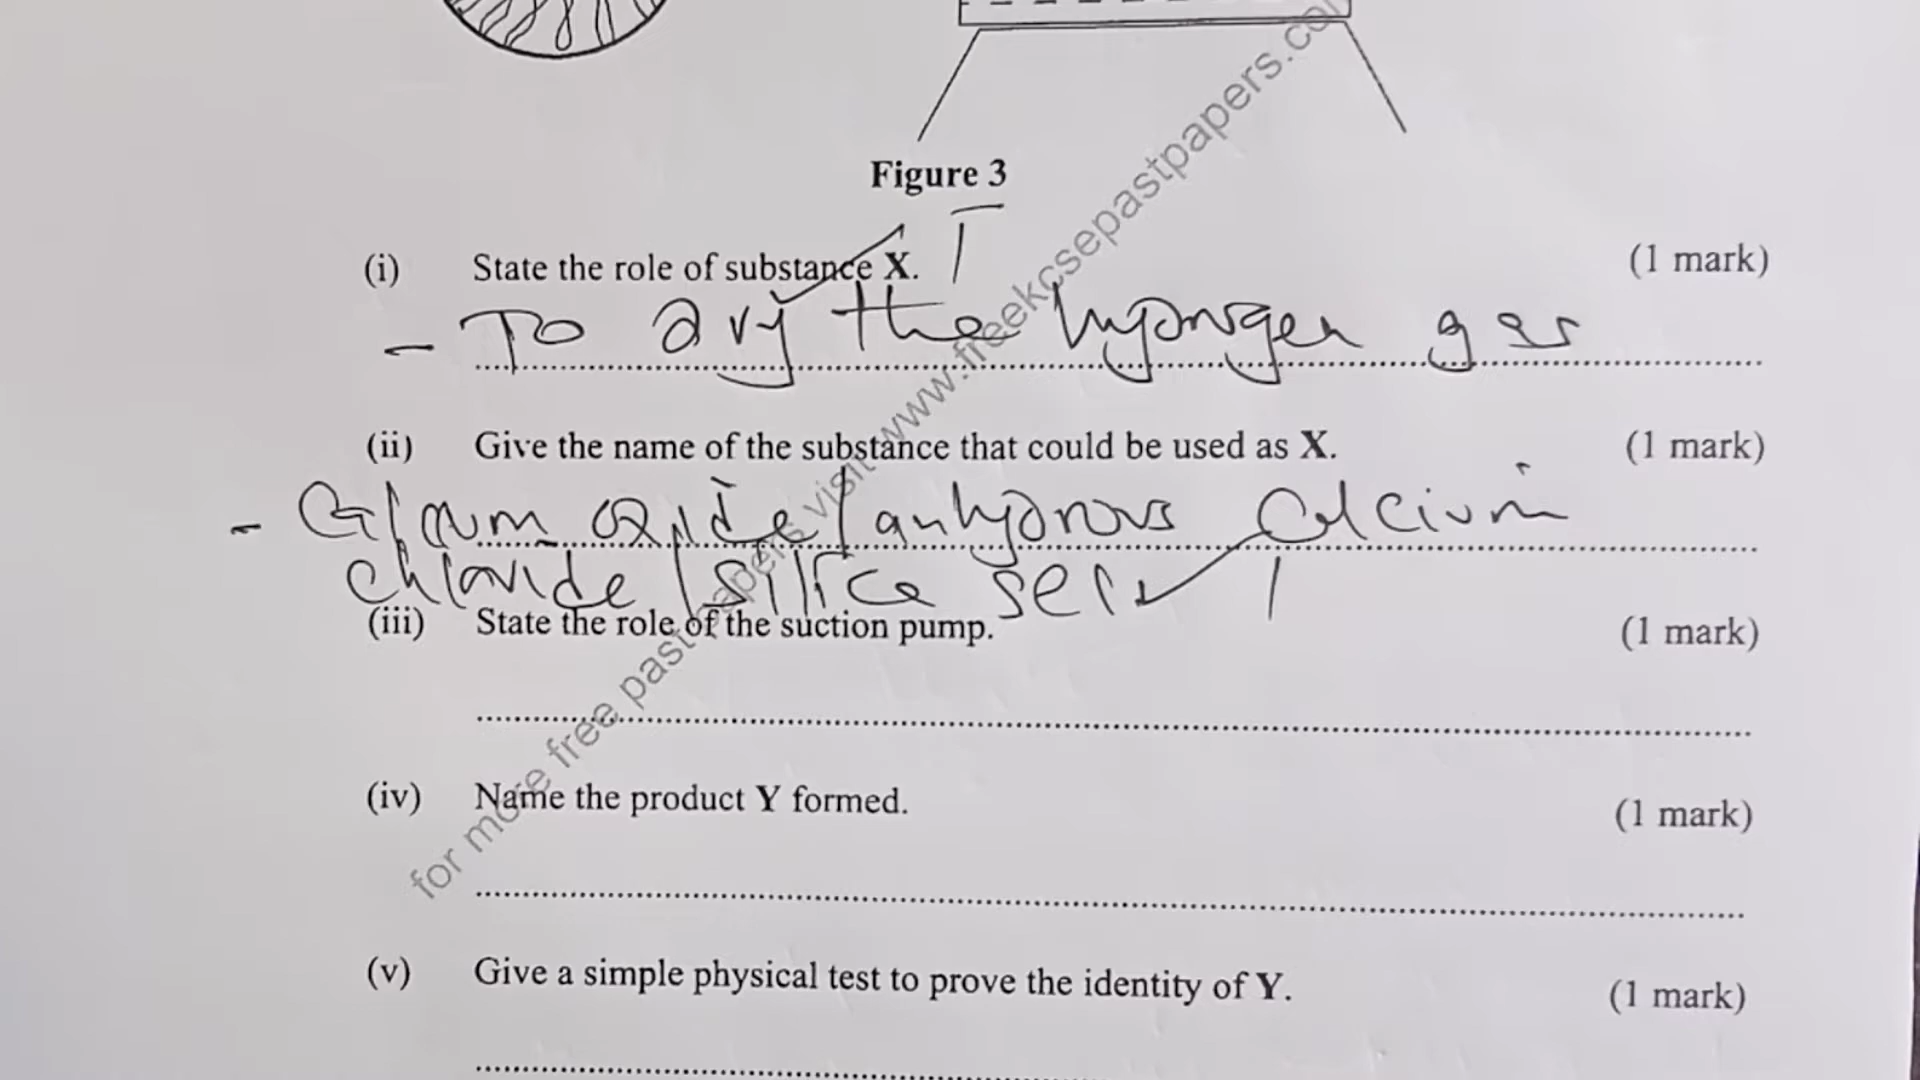 Figure 3
(i) State the role of substance X. (1 mark)
- To dry the hydrogen gas
(ii) Give the name of the substance that could be used as X. (1 mark)
- Calcium oxide / anhydrous calcium
chloride / silica gel
(iii) State the role of the suction pump. (1 mark)
(iv) Name the product Y formed. (1 mark)
(v) Give a simple physical test to prove the identity of Y. (1 mark)
for more free past papers visit www.freekcsepastpapers.com